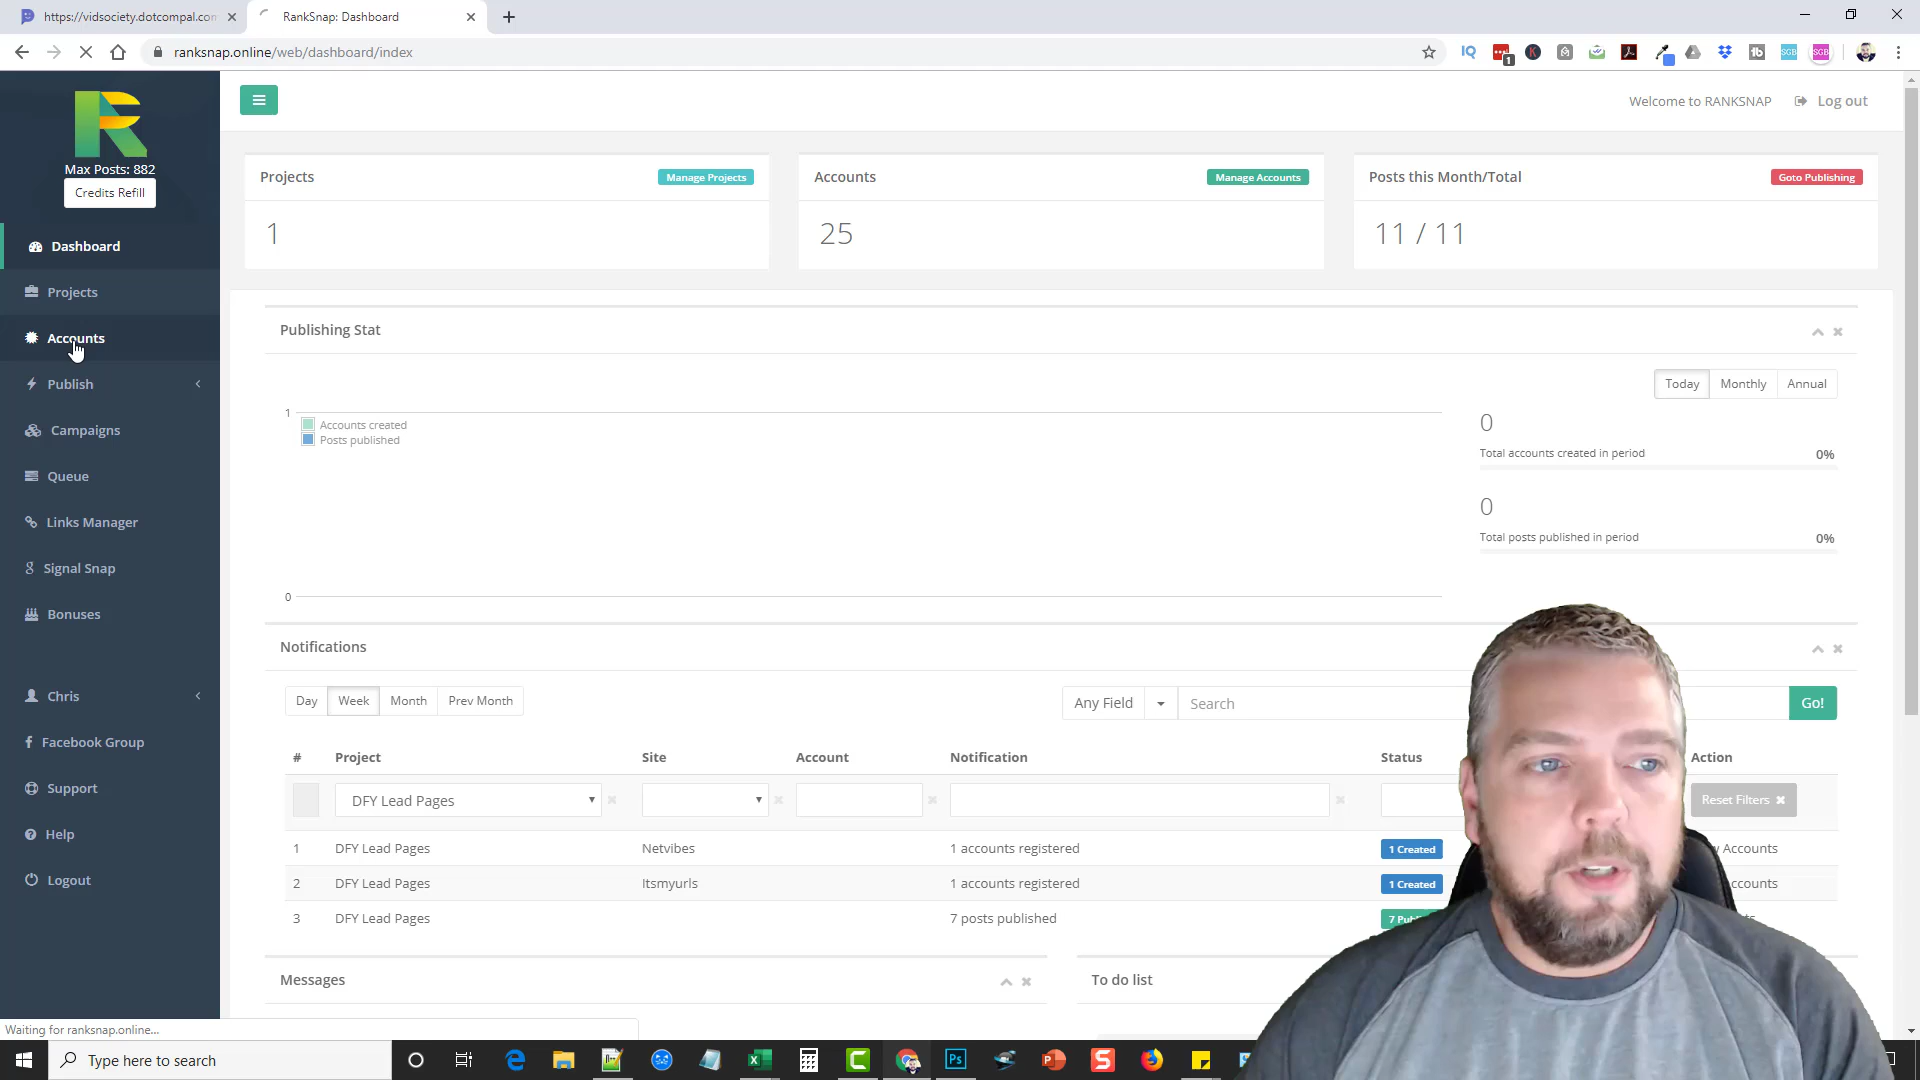 https://vidsociety.dotcompal.com
RankSnap: Dashboard
ranksnap.online/web/dashboard/index
Max Posts: 882
Credits Refill
Dashboard
Projects
Accounts
Publish
Campaigns
Queue
Links Manager
Signal Snap
Bonuses
Chris
Facebook Group
Support
Help
Logout
Welcome to RANKSNAP
Log out
Projects
Manage Projects
1
Accounts
Manage Accounts
25
Posts this Month/Total
Goto Publishing
11 / 11
Publishing Stat
Today Monthly Annual
1
Accounts created
Posts published
0
0
Total accounts created in period 0%
0
Total posts published in period 0%
Notifications
Day Week Month Prev Month
Any Field Search Go!
# Project Site Account Notification Status Action
DFY Lead Pages Reset Filters
1 DFY Lead Pages Netvibes 1 accounts registered 1 Created Accounts
2 DFY Lead Pages Itsmyurls 1 accounts registered 1 Created
3 DFY Lead Pages 7 posts published 7
Messages
To do list
Waiting for ranksnap.online...
Type here to search